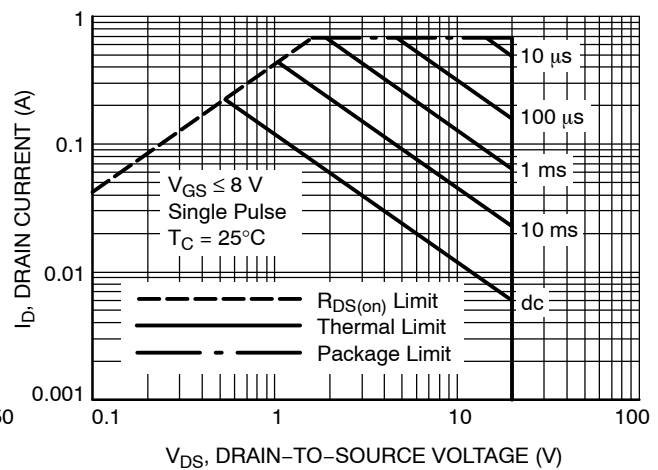 1
0.1
0.01
0.001
I_D, DRAIN CURRENT (A)
10 µs
100 µs
1 ms
10 ms
dc
V_GS ≤ 8 V
Single Pulse
T_C = 25°C
R_DS(on) Limit
Thermal Limit
Package Limit
50
0.1 1 10 100
V_DS, DRAIN−TO−SOURCE VOLTAGE (V)